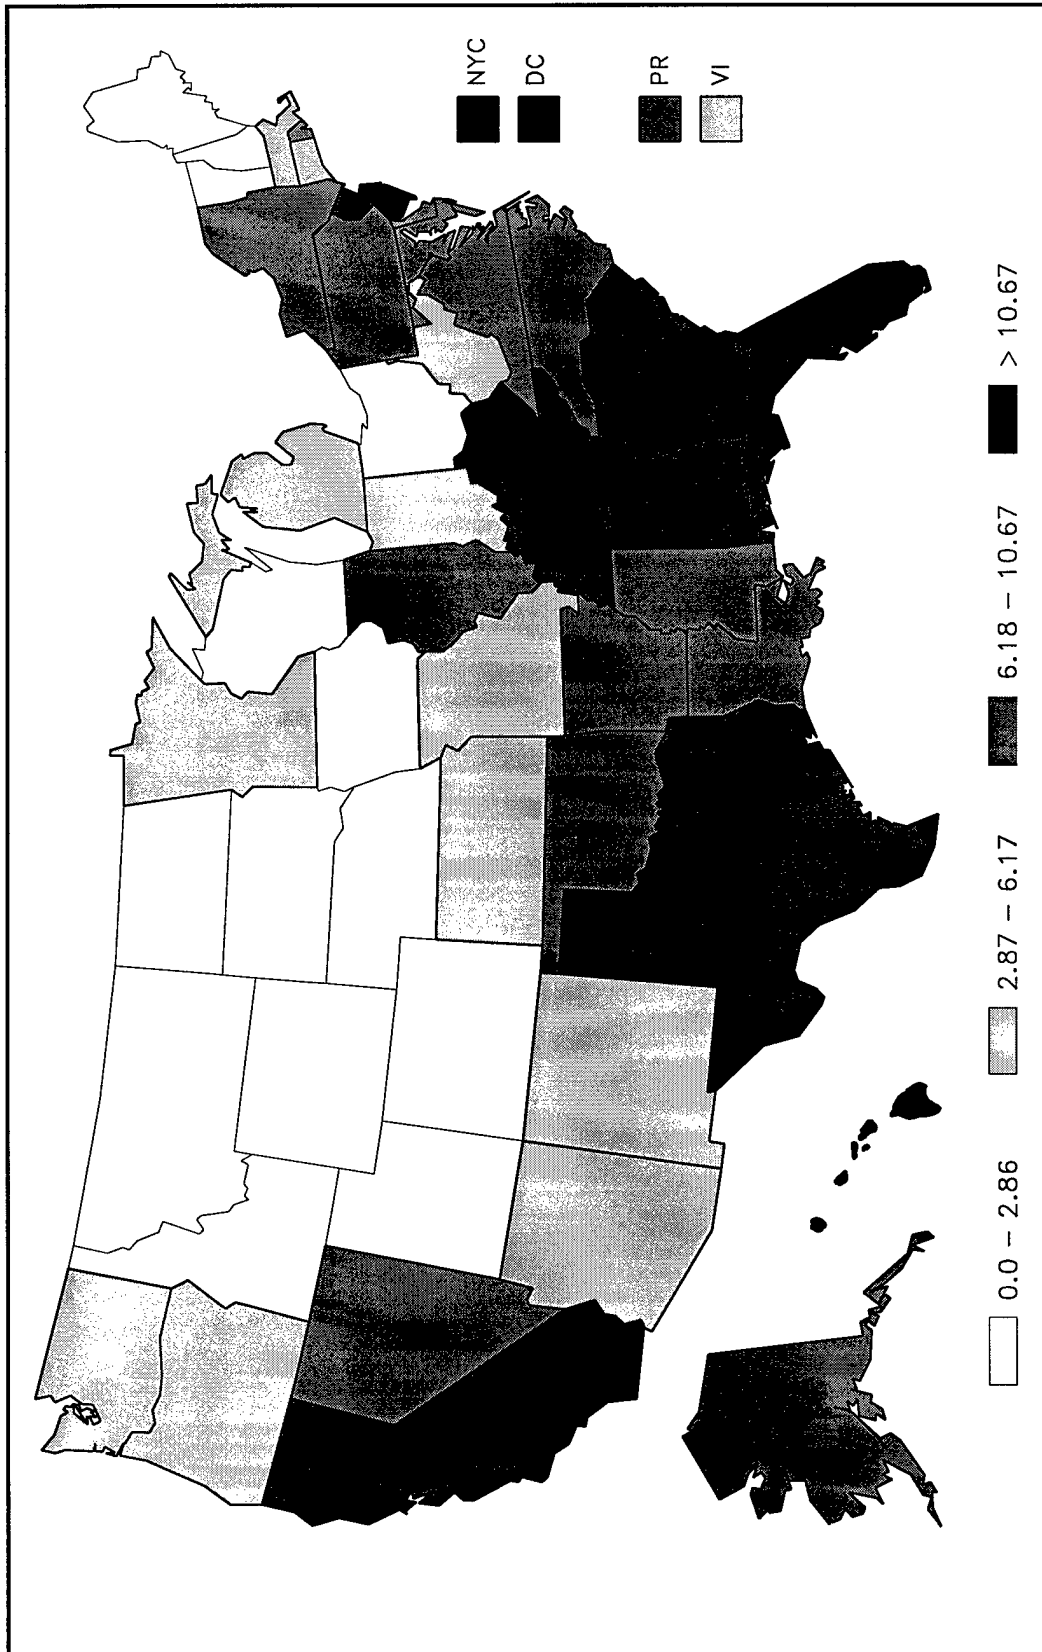 NYC
DC
PR
VI
0.0 – 2.86
2.87 – 6.17
6.18 – 10.67
> 10.67